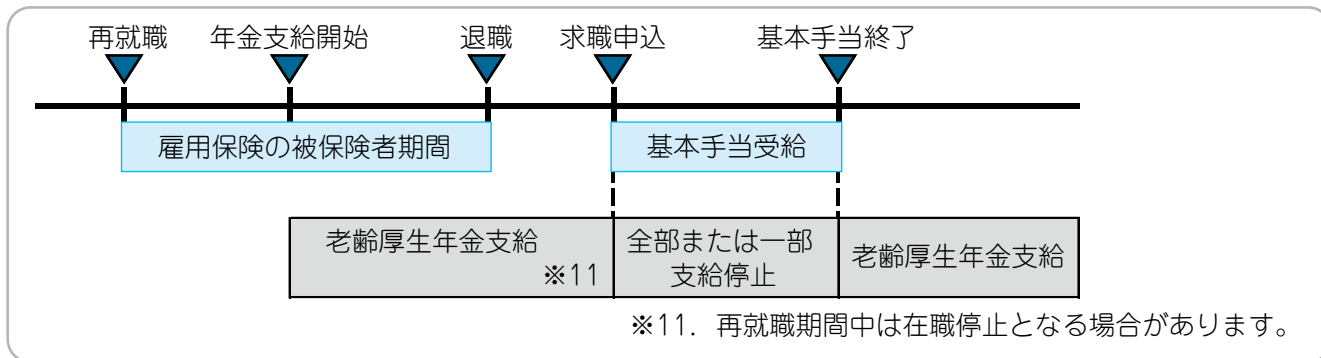 再就職 年金支給開始 退職 求職申込 基本手当終了
雇用保険の被保険者期間 基本手当受給
老齢厚生年金支給 ※11
全部または一部
支給停止
老齢厚生年金支給
※11. 再就職期間中は在職停止となる場合があります。